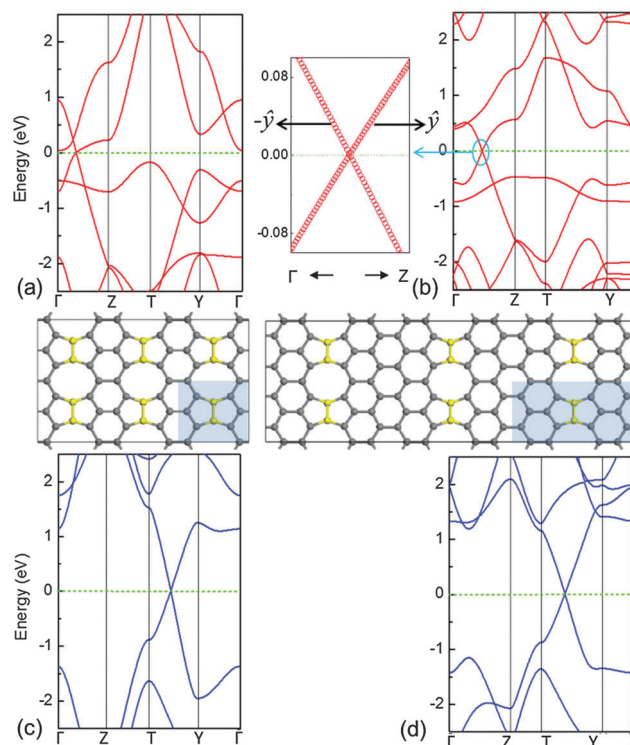 2
1
0
-1
-2
Energy (eV)
(a)
Γ Z T Y Γ
0.08
0.00
-0.08
-ŷ ŷ
Γ Z
2
1
0
-1
-2
(b)
Γ Z T Y
2
1
0
-1
-2
Energy (eV)
(c)
Γ Z T Y Γ
2
1
0
-1
-2
(d)
Γ Z T Y